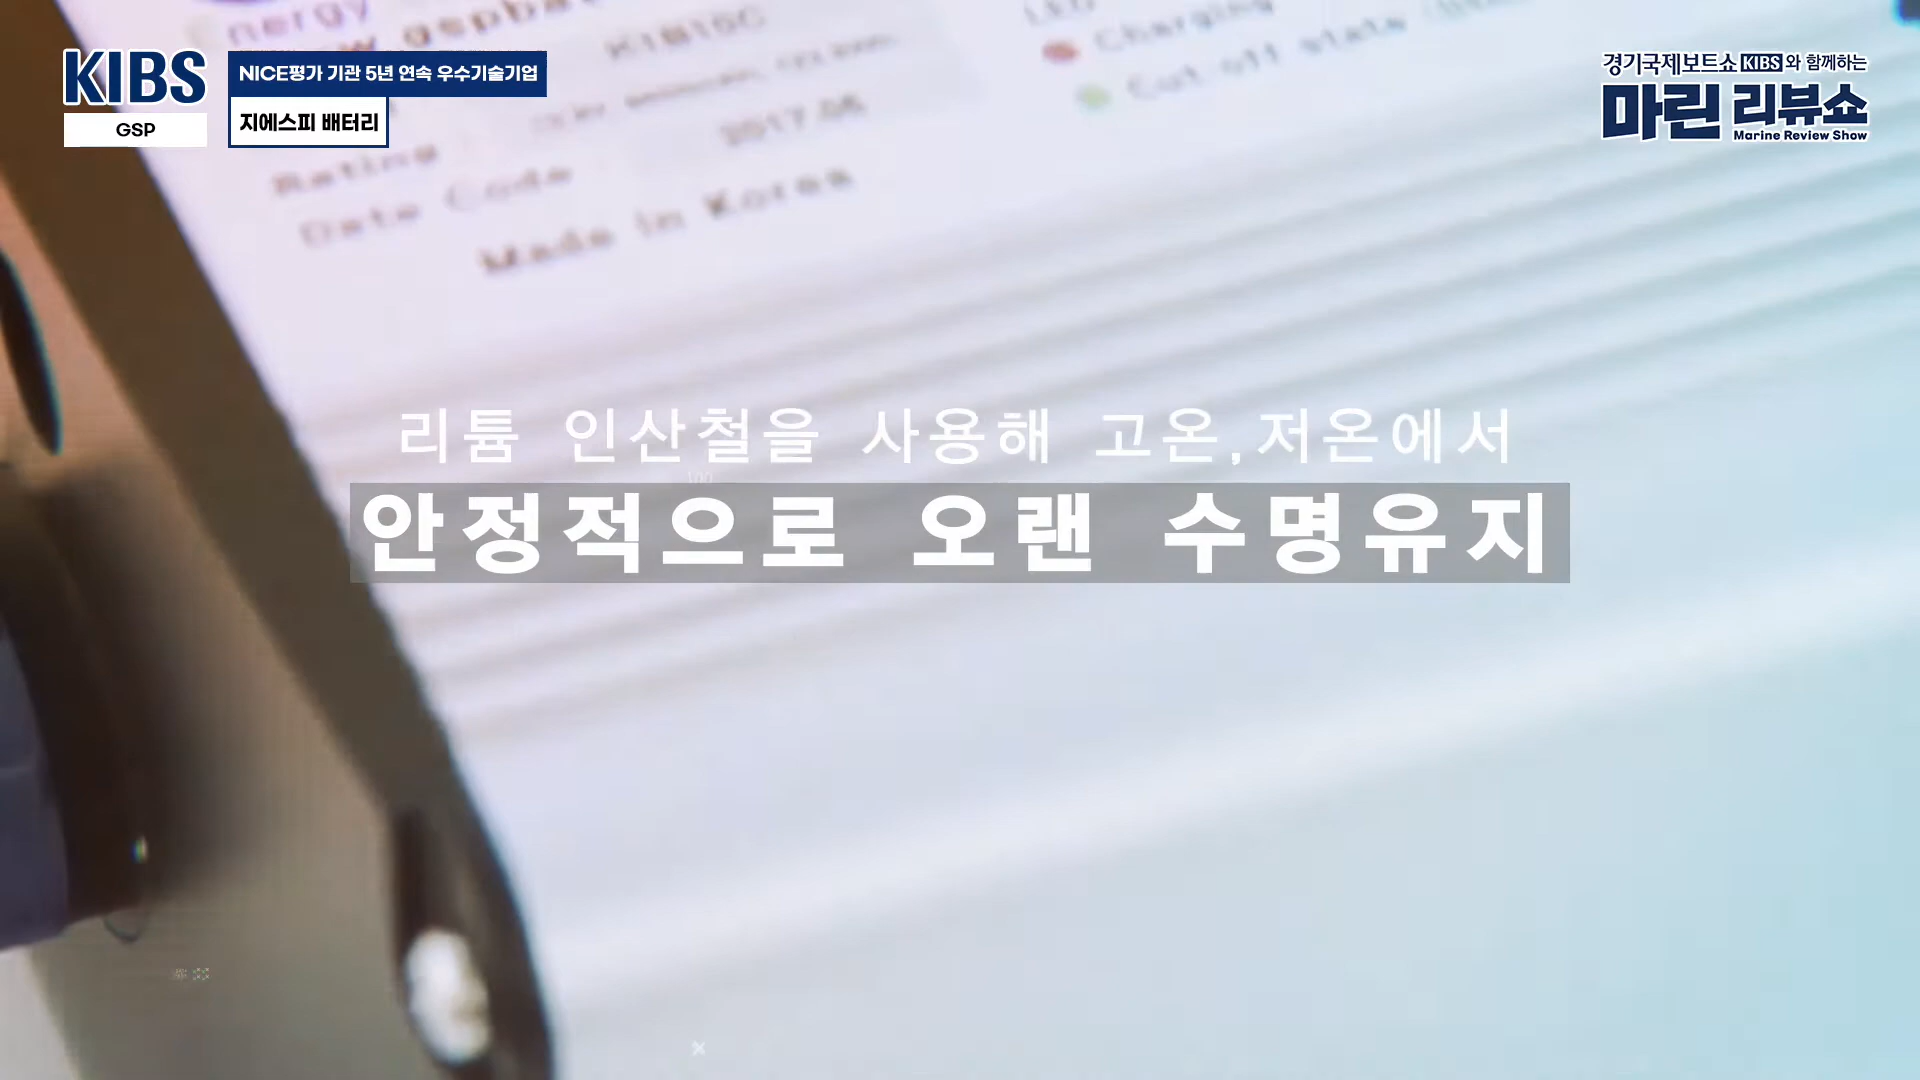 KIBS
GSP
NICE평가 기관 5년 연속 우수기술기업
지에스피 배터리
경기국제보트쇼 KIBS 와 함께하는
마린 리뷰쇼
Marine Review Show
Rating
Date Code
2017.05
Made in Korea
Charging
Cut-off state
리튬 인산철을 사용해 고온,저온에서
안정적으로 오랜 수명유지